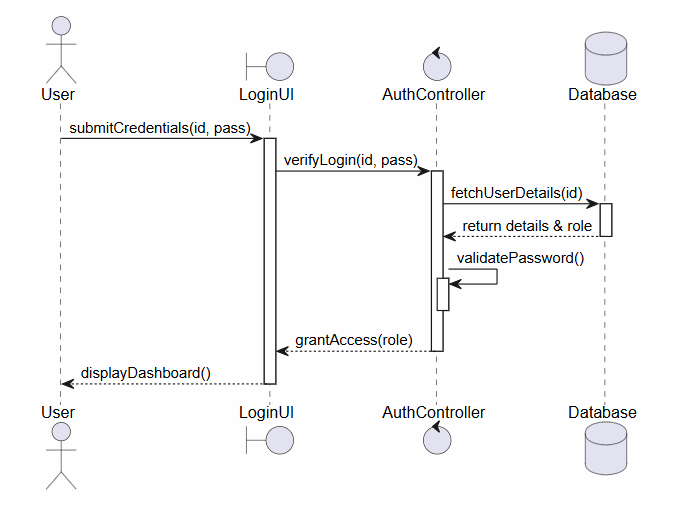 User
LoginUI
AuthController
Database
submitCredentials(id, pass)
verifyLogin(id, pass)
fetchUserDetails(id)
return details & role
validatePassword()
grantAccess(role)
displayDashboard()
User
LoginUI
AuthController
Database